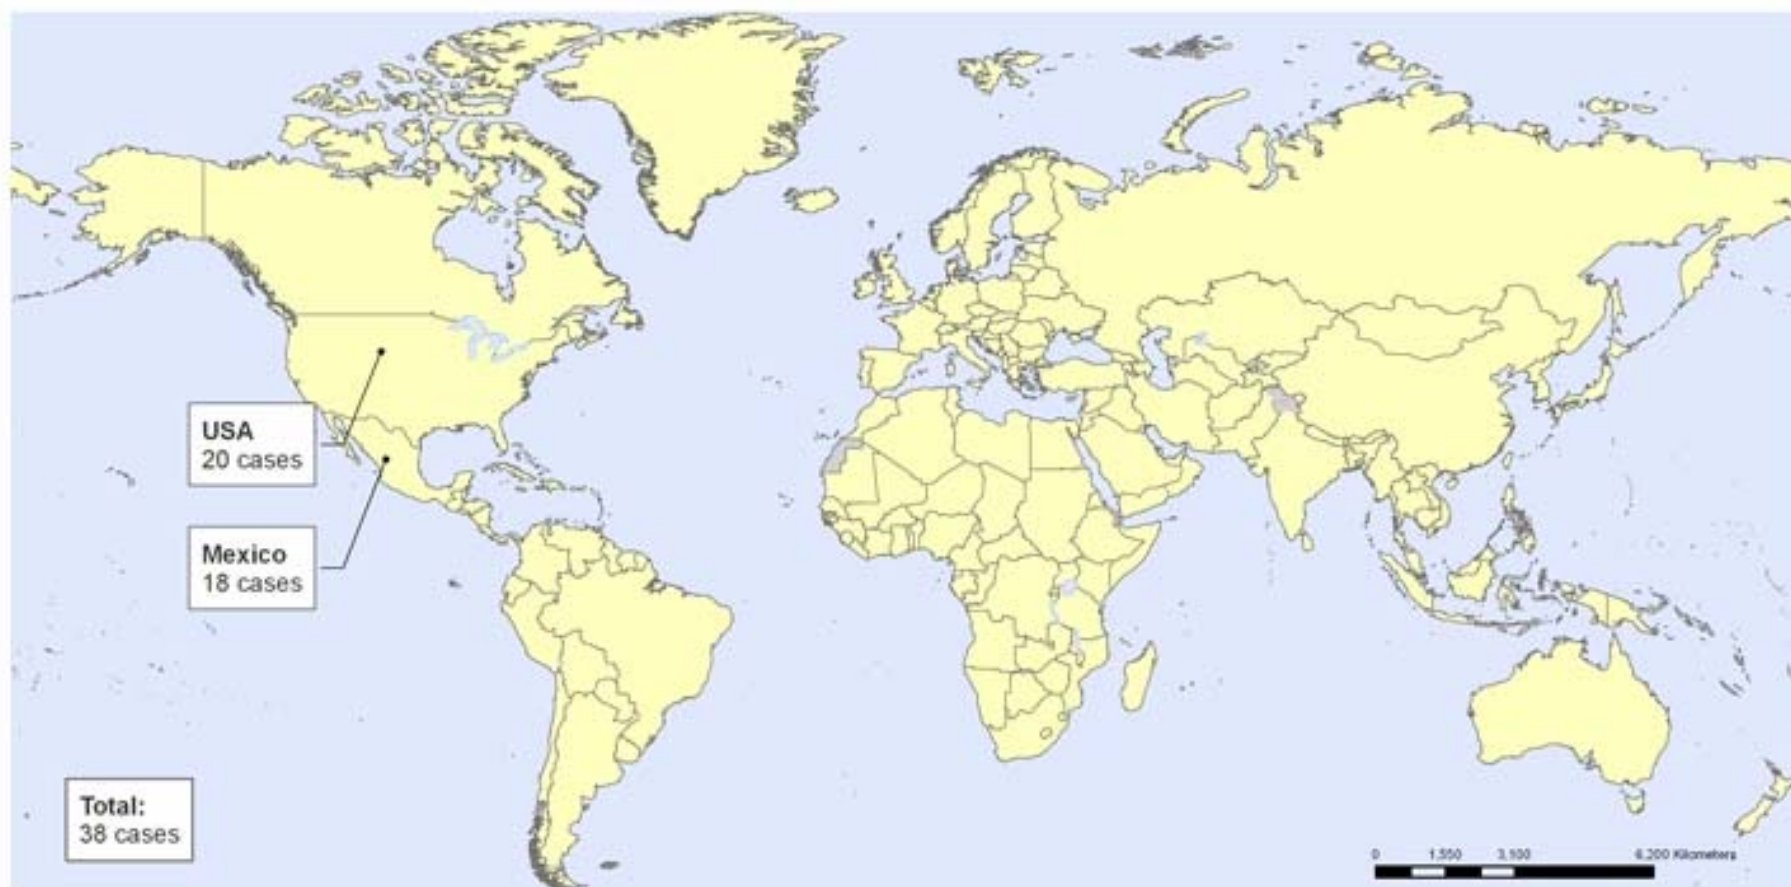 USA
20 cases
Mexico
18 cases
Total:
38 cases
0 1,550 3,100 6,200 Kilometers